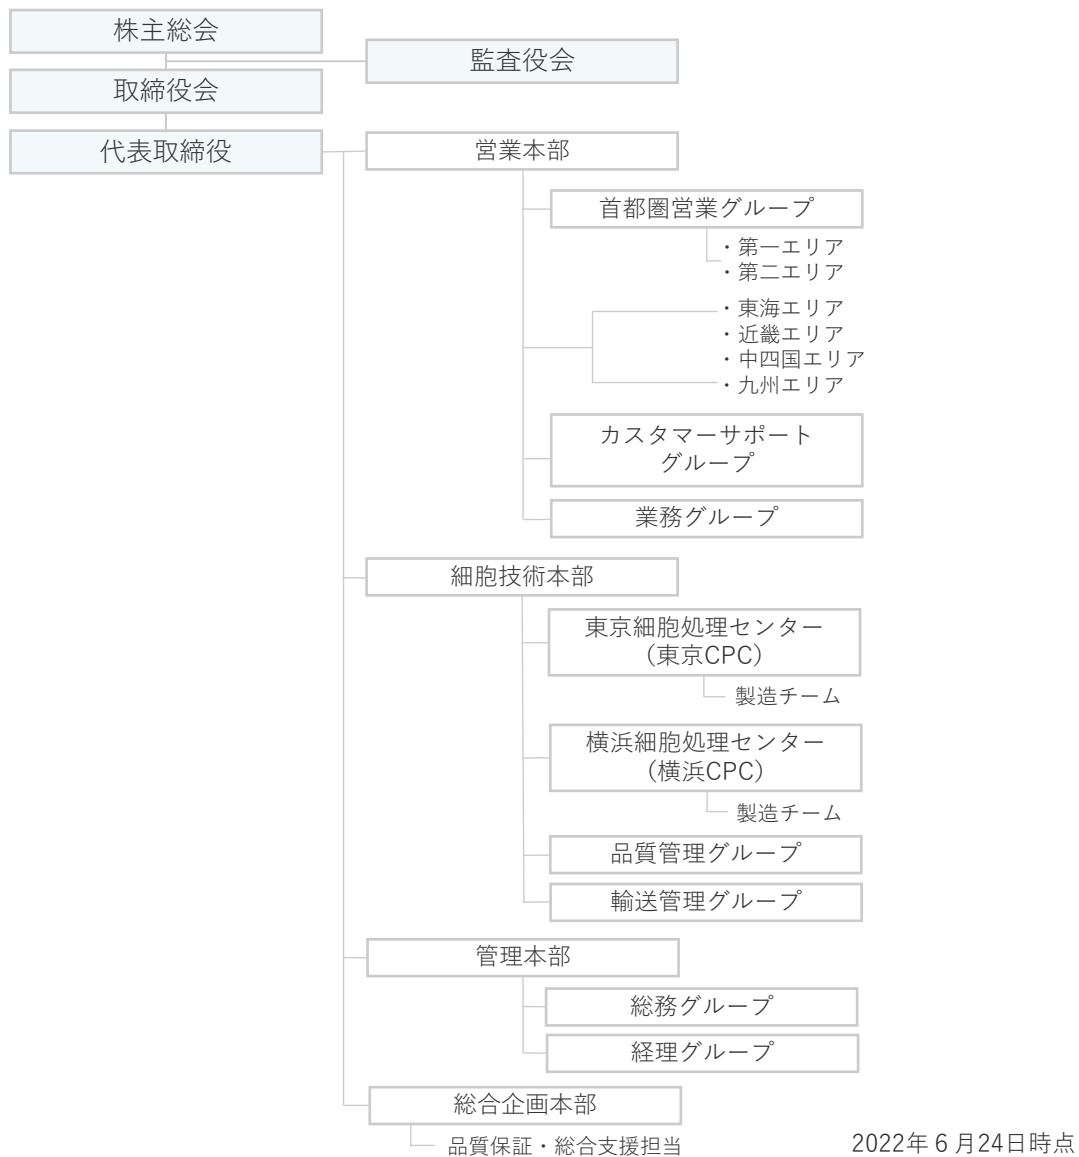 株主総会
監査役会
取締役会
代表取締役
営業本部
首都圏営業グループ
・第一エリア
・第二エリア
・東海エリア
・近畿エリア
・中四国エリア
・九州エリア
カスタマーサポート
グループ
業務グループ
細胞技術本部
東京細胞処理センター
（東京CPC）
製造チーム
横浜細胞処理センター
（横浜CPC）
製造チーム
品質管理グループ
輸送管理グループ
管理本部
総務グループ
経理グループ
総合企画本部
品質保証・総合支援担当
2022年６月24日時点